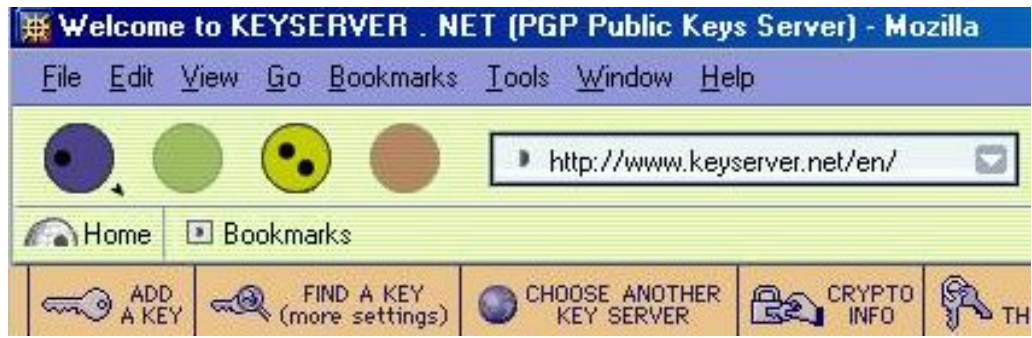 Welcome to KEYSERVER . NET (PGP Public Keys Server) - Mozilla
File Edit View Go Bookmarks Tools Window Help
http://www.keyserver.net/en/
Home Bookmarks
ADD FIND A KEY CHOOSE ANOTHER CRYPTO
A KEY (more settings) KEY SERVER INFO TH